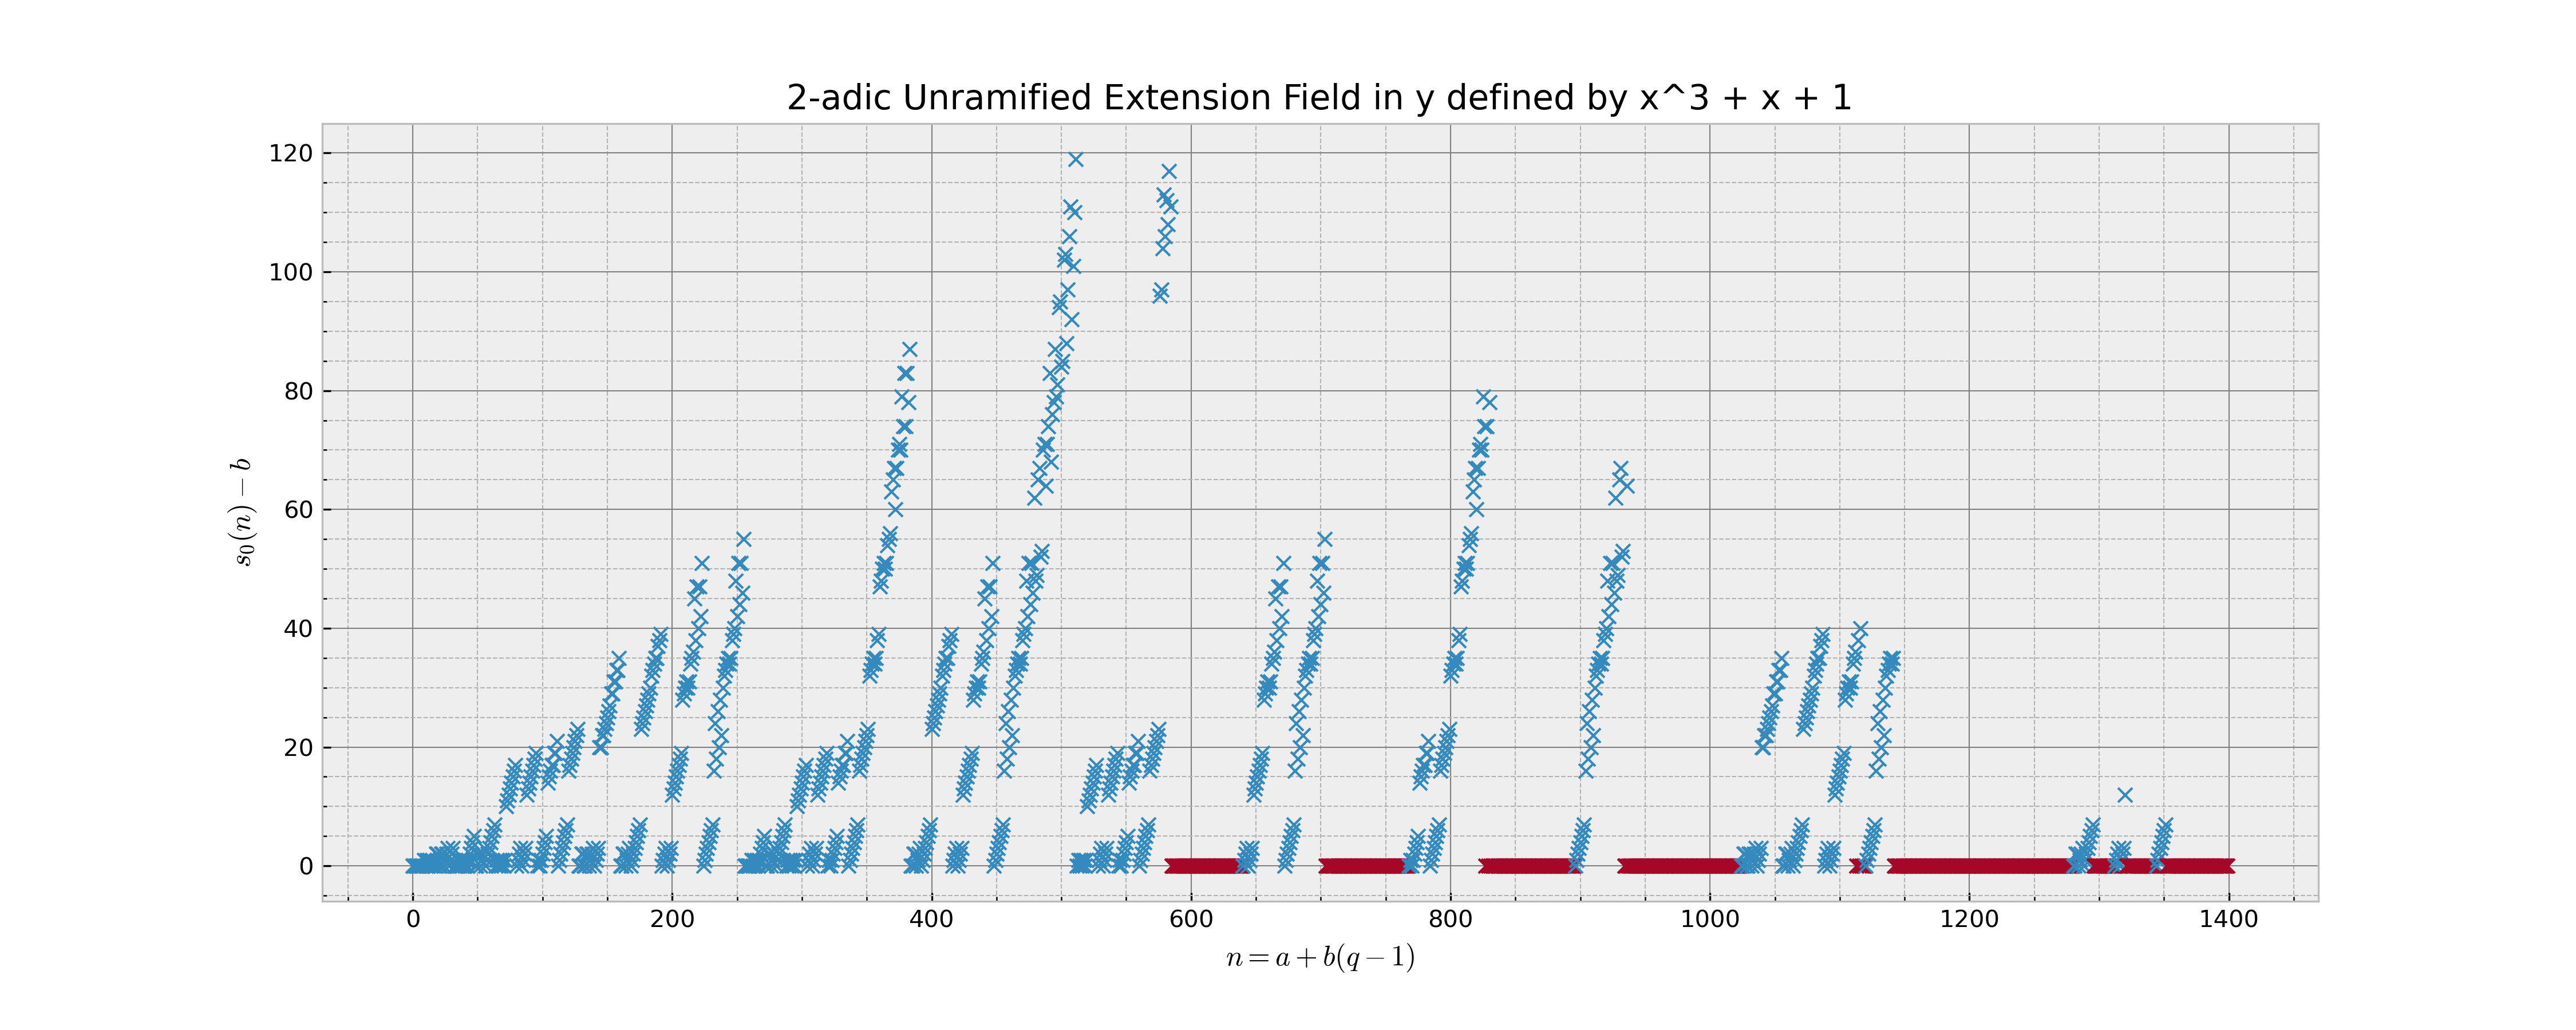 2-adic Unramified Extension Field in y defined by x^3 + x + 1
120
100
80
60
40
20
0
s₀(n) − b
0 200 400 600 800 1000 1200 1400
n = a + b(q − 1)